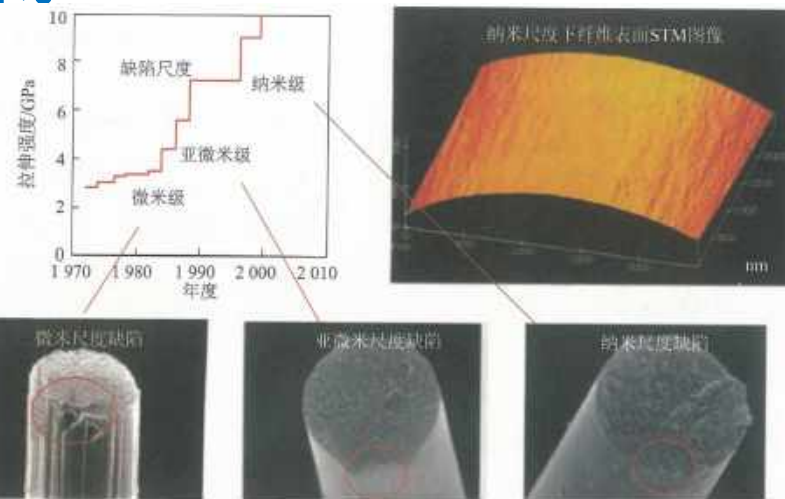 10
8
6
4
2
0
拉伸强度/GPa
缺陷尺度
纳米级
亚微米级
微米级
1 970
1 980
1 990
2 000
2 010
年度
纳米尺度下纤维表面STM图像
nm
微米尺度缺陷
亚微米尺度缺陷
纳米尺度缺陷